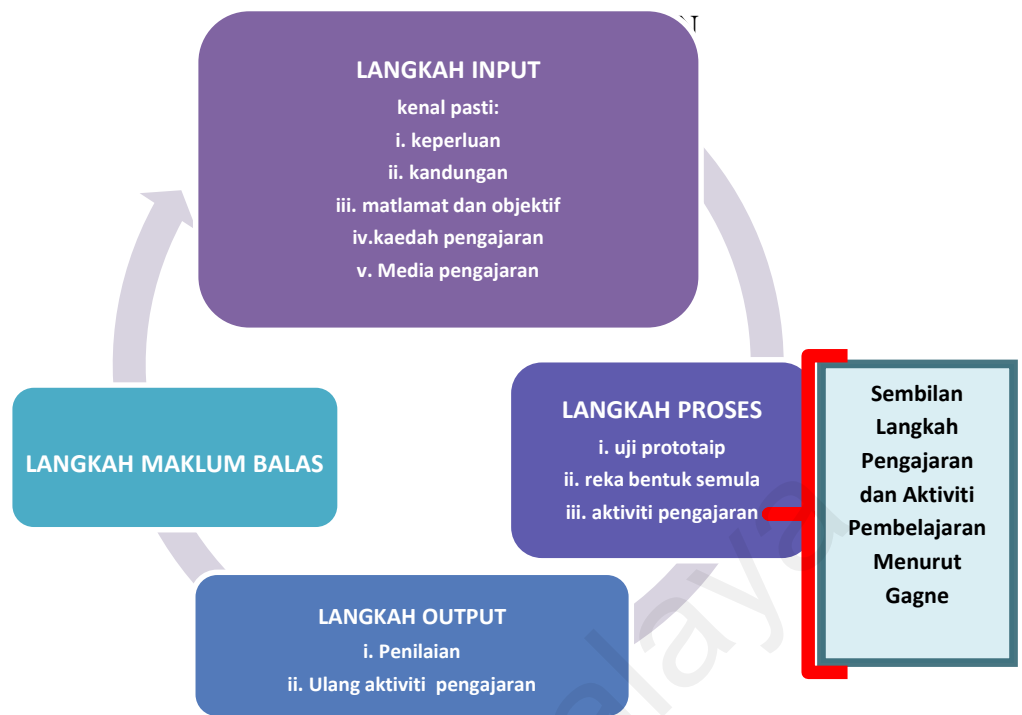 LANGKAH INPUT
kenal pasti:
i. keperluan
ii. kandungan
iii. matlamat dan objektif
iv.kaedah pengajaran
v. Media pengajaran
LANGKAH PROSES
i. uji prototaip
ii. reka bentuk semula
iii. aktiviti pengajaran
Sembilan
Langkah
Pengajaran
dan Aktiviti
Pembelajaran
Menurut
Gagne
LANGKAH MAKLUM BALAS
LANGKAH OUTPUT
i. Penilaian
ii. Ulang aktiviti pengajaran
alaya